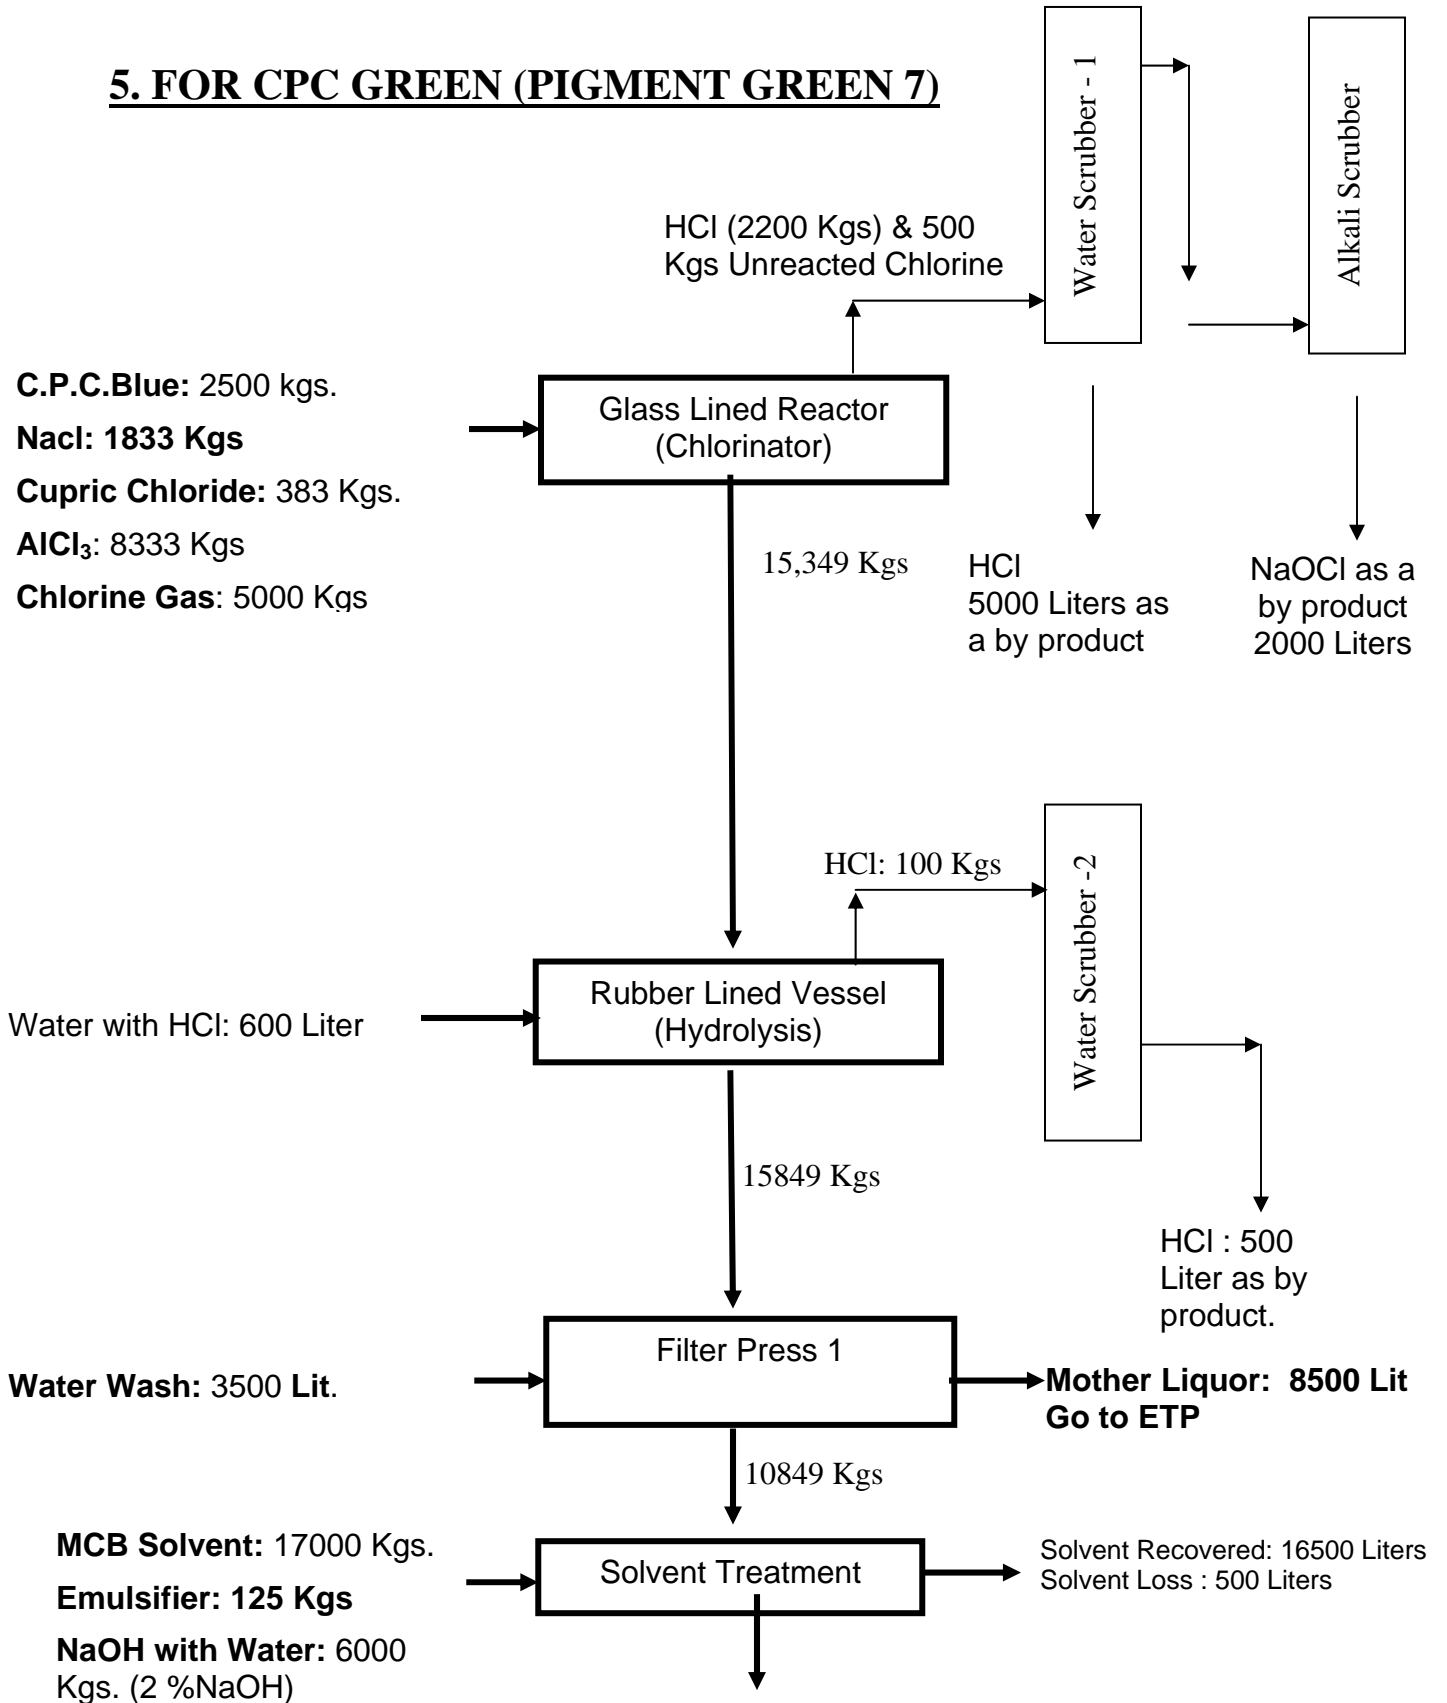 5. FOR CPC GREEN (PIGMENT GREEN 7)
Water Scrubber - 1
Alkali Scrubber
HCl (2200 Kgs) & 500
Kgs Unreacted Chlorine
C.P.C.Blue: 2500 kgs.
Nacl: 1833 Kgs
Cupric Chloride: 383 Kgs.
AlCl₃: 8333 Kgs
Chlorine Gas: 5000 Kgs
Glass Lined Reactor
(Chlorinator)
15,349 Kgs
HCl
5000 Liters as
a by product
NaOCl as a
by product
2000 Liters
HCl: 100 Kgs
Water Scrubber -2
Water with HCl: 600 Liter
Rubber Lined Vessel
(Hydrolysis)
15849 Kgs
HCl : 500
Liter as by
product.
Water Wash: 3500 Lit.
Filter Press 1
Mother Liquor: 8500 Lit
Go to ETP
10849 Kgs
MCB Solvent: 17000 Kgs.
Emulsifier: 125 Kgs
NaOH with Water: 6000
Kgs. (2 %NaOH)
Solvent Treatment
Solvent Recovered: 16500 Liters
Solvent Loss : 500 Liters